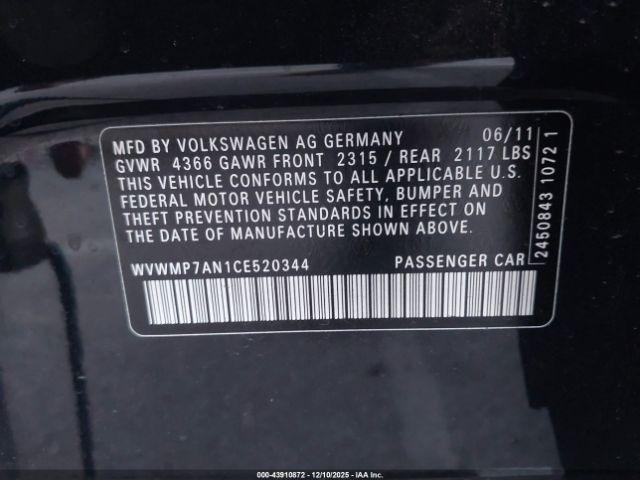 MFD BY VOLKSWAGEN AG GERMANY 06/11
GVWR 4366 GAWR FRONT 2315 / REAR 2117 LBS
THIS VEHICLE CONFORMS TO ALL APPLICABLE U.S.
FEDERAL MOTOR VEHICLE SAFETY, BUMPER AND
THEFT PREVENTION STANDARDS IN EFFECT ON
THE DATE OF MANUFACTURE SHOWN ABOVE.
WVWMP7AN1CE520344 PASSENGER CAR
2450843 1072 1
000-43910872 - 12/10/2025 - IAA Inc.